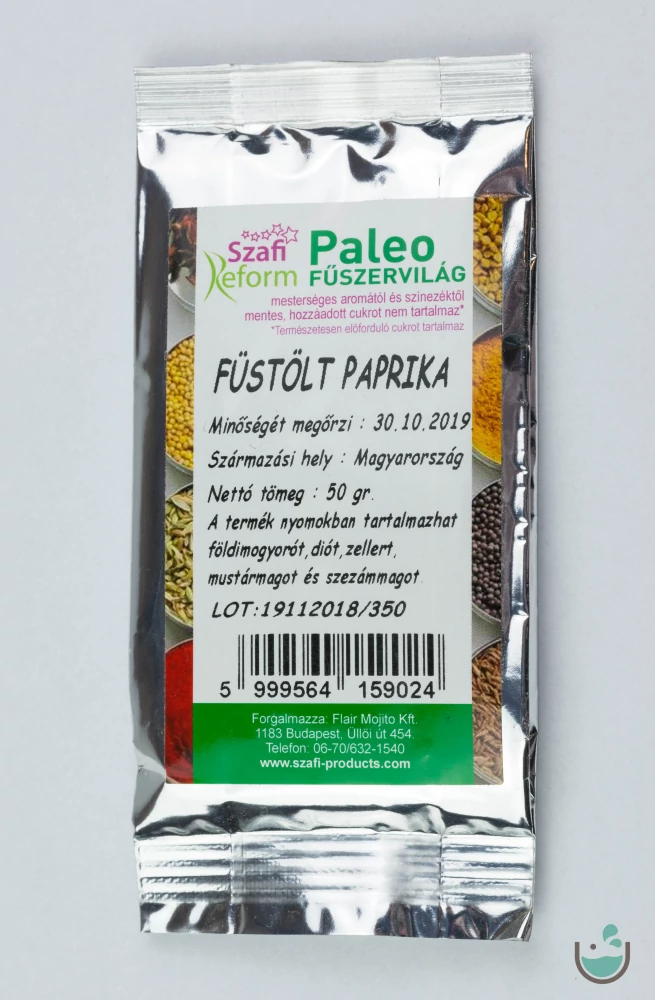 Szafi
Reform
Paleo
FŰSZERVILÁG
mesterséges aromától és színezéktől
mentes, hozzáadott cukrot nem tartalmaz*
*Természetesen előforduló cukrot tartalmaz
FÜSTÖLT PAPRIKA
Minőségét megőrzi : 30.10.2019.
Származási hely : Magyarország
Nettó tömeg : 50 gr.
A termék nyomokban tartalmazhat
földimogyorót,diót,zellert,
mustármagot és szezámmagot.
LOT:19112018/350
5 999564 159024
Forgalmazza: Flair Mojito Kft.
1183 Budapest, Üllői út 454.
Telefon: 06-70/632-1540
www.szafi-products.com